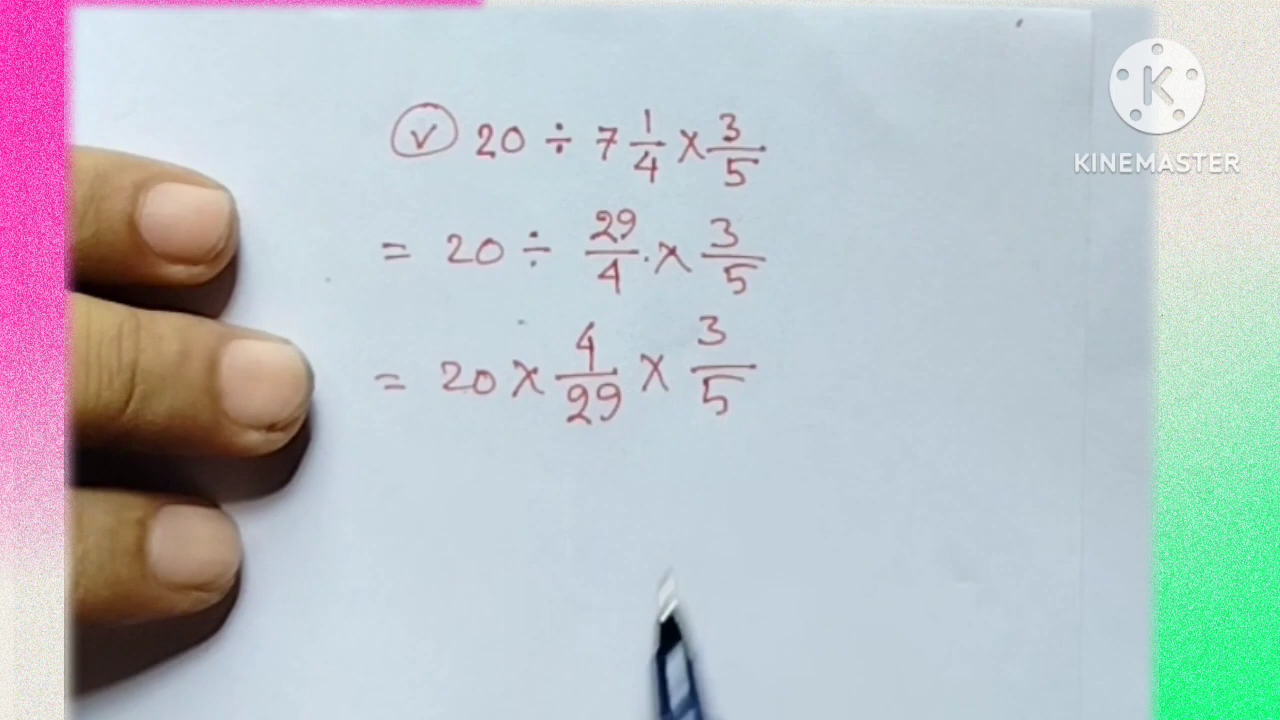 (v) 20 ÷ 7 1/4 × 3/5
= 20 ÷ 29/4 × 3/5
= 20 × 4/29 × 3/5
KINEMASTER